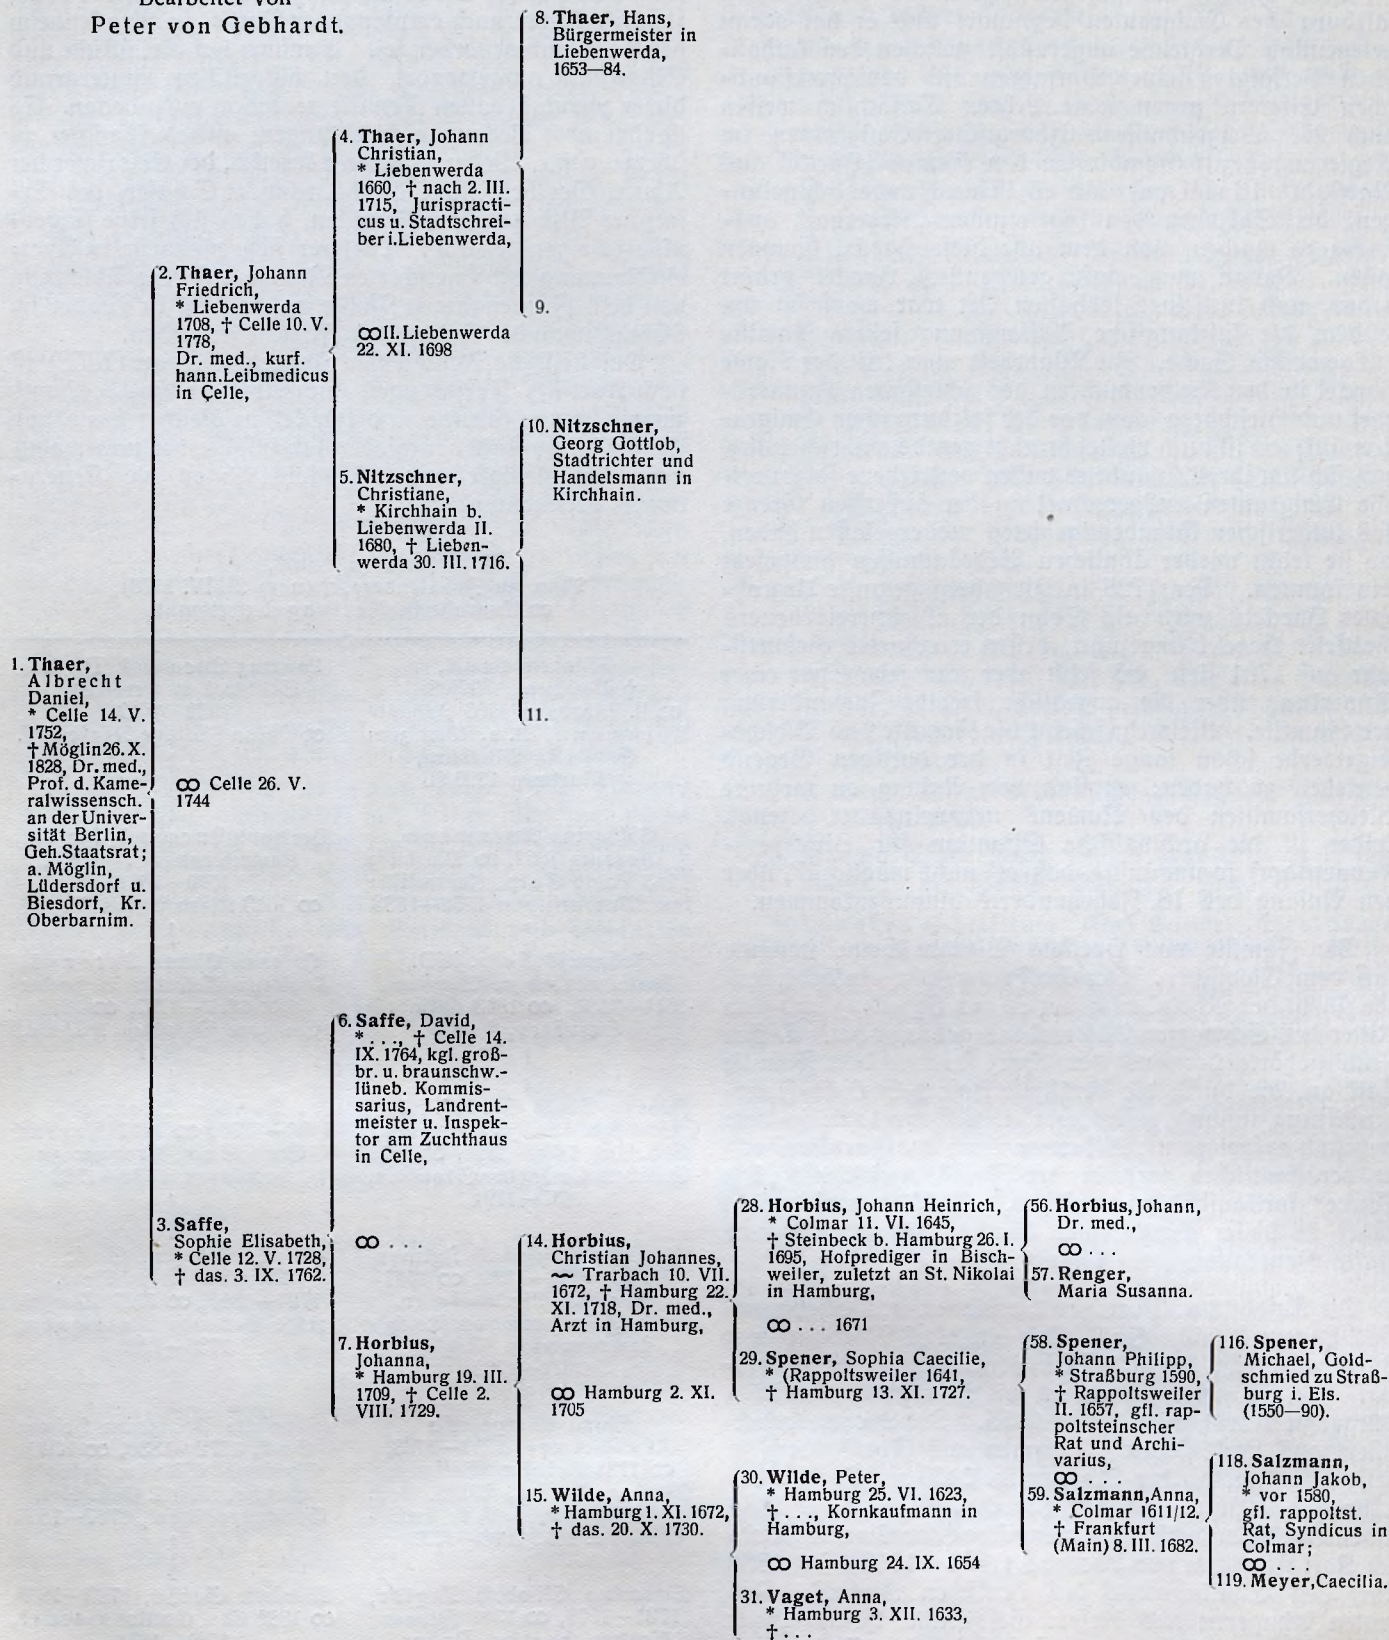 Bearbeitet von
Peter von Gebhardt.
1. Thaer,
Albrecht
Daniel,
* Celle 14. V.
1752,
† Möglin 26. X.
1828, Dr. med.,
Prof. d. Kame-
ralwissensch.
an der Univer-
sität Berlin,
Geh. Staatsrat;
a. Möglin,
Lüdersdorf u.
Biesdorf, Kr.
Oberbarnim.
2. Thaer, Johann
Friedrich,
* Liebenwerda
1708, † Celle 10. V.
1778,
Dr. med., kurf.
hann. Leibmedicus
in Celle,
∞ Celle 26. V.
1744
3. Saffe,
Sophie Elisabeth,
* Celle 12. V. 1728,
† das. 3. IX. 1762.
4. Thaer, Johann
Christian,
* Liebenwerda
1660, † nach 2. III.
1715, Jurispracti-
cus u. Stadtschrei-
ber i. Liebenwerda,
∞ II. Liebenwerda
22. XI. 1698
5. Nitzschner,
Christiane,
* Kirchhain b.
Liebenwerda II.
1680, † Lieben-
werda 30. III. 1716.
6. Saffe, David,
* . . ., † Celle 14.
IX. 1764, kgl. groß-
br. u. braunschw.-
lüneb. Kommis-
sarius, Landrent-
meister u. Inspek-
tor am Zuchthaus
in Celle,
∞ . . .
7. Horbius,
Johanna,
* Hamburg 19. III.
1709, † Celle 2.
VIII. 1729.
8. Thaer, Hans,
Bürgermeister in
Liebenwerda,
1653—84.
9.
10. Nitzschner,
Georg Gottlob,
Stadtrichter und
Handelsmann in
Kirchhain.
11.
14. Horbius,
Christian Johannes,
~ Trarbach 10. VII.
1672, † Hamburg 22.
XI. 1718, Dr. med.,
Arzt in Hamburg,
∞ Hamburg 2. XI.
1705
15. Wilde, Anna,
* Hamburg 1. XI. 1672,
† das. 20. X. 1730.
28. Horbius, Johann Heinrich,
* Colmar 11. VI. 1645,
† Steinbeck b. Hamburg 26. I.
1695, Hofprediger in Bisch-
weiler, zuletzt an St. Nikolai
in Hamburg,
∞ . . . 1671
29. Spener, Sophia Caecilie,
* (Rappoltsweiler 1641,
† Hamburg 13. XI. 1727.
30. Wilde, Peter,
* Hamburg 25. VI. 1623,
† . . ., Kornkaufmann in
Hamburg,
∞ Hamburg 24. IX. 1654
31. Vaget, Anna,
* Hamburg 3. XII. 1633,
† . . .
56. Horbius, Johann,
Dr. med.,
∞ . . .
57. Renger,
Maria Susanna.
58. Spener,
Johann Philipp,
* Straßburg 1590,
† Rappoltsweiler
II. 1657, gfl. rap-
poltsteinscher
Rat und Archi-
varius,
∞ . . .
59. Salzmann, Anna,
* Colmar 1611/12.
† Frankfurt
(Main) 8. III. 1682.
116. Spener,
Michael, Gold-
schmied zu Straß-
burg i. Els.
(1550—90).
118. Salzmann,
Johann Jakob,
* vor 1580,
gfl. rappoltst.
Rat, Syndicus in
Colmar;
∞ . . .
119. Meyer, Caecilia.